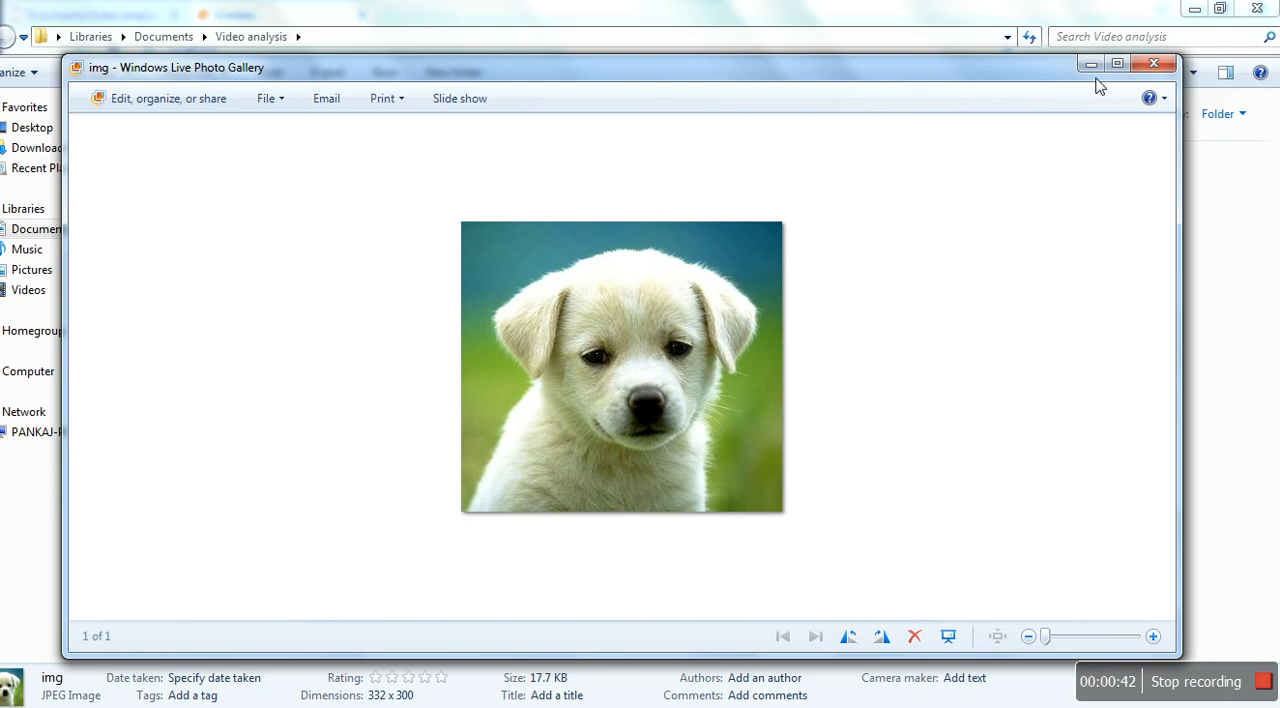 Libraries Documents Video analysis
Search Video analysis
img - Windows Live Photo Gallery
Edit, organize, or share File Email Print Slide show
Folder
Favorites
Desktop
Recent
Libraries
Music
Pictures
Videos
Computer
Network
1 of 1
img
JPEG Image
Date taken: Specify date taken
Tags: Add a tag
Rating:
Dimensions: 332 x 300
Size: 17.7 KB
Title: Add a title
Authors: Add an author
Comments: Add comments
Camera maker: Add text
00:00:42 Stop recording